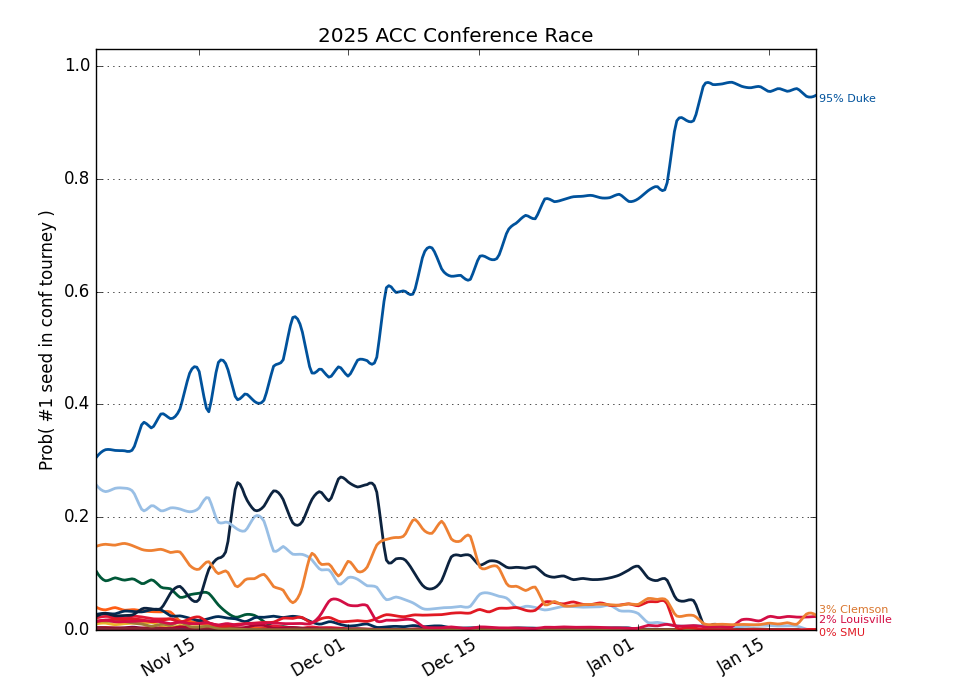 2025 ACC Conference Race
Prob( #1 seed in conf tourney )
1.0
0.8
0.6
0.4
0.2
0.0
Nov 15
Dec 01
Dec 15
Jan 01
Jan 15
95% Duke
3% Clemson
2% Louisville
0% SMU